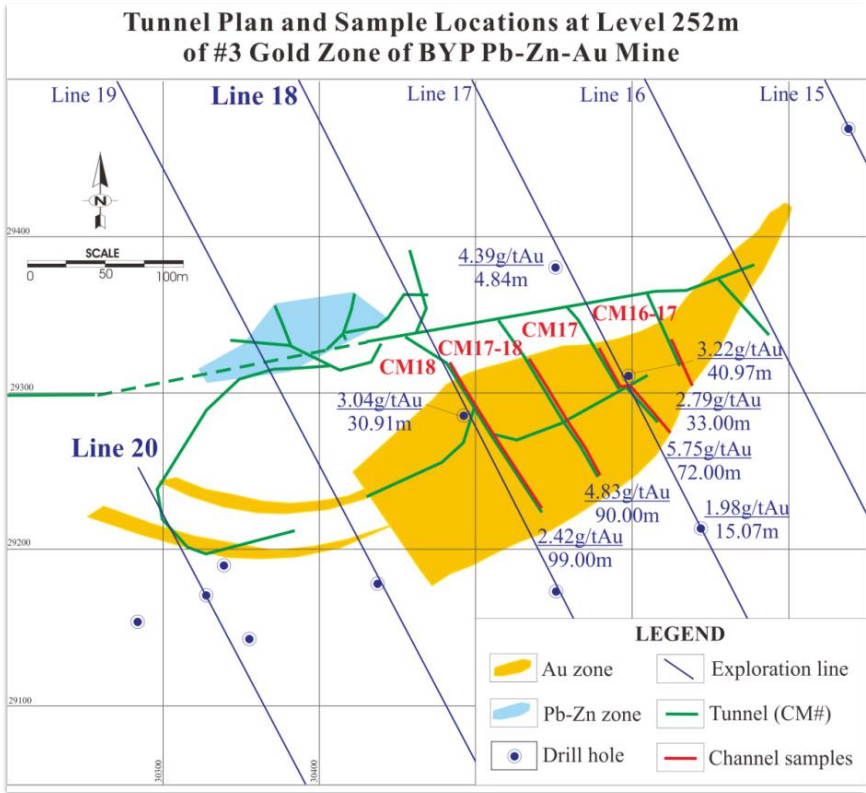 Tunnel Plan and Sample Locations at Level 252m
of #3 Gold Zone of BYP Pb-Zn-Au Mine
Line 19
Line 18
Line 17
Line 16
Line 15
N
SCALE
0 50 100m
29400
4.39g/tAu
4.84m
CM16-17
CM17
CM17-18
CM18
3.22g/tAu
40.97m
29300
3.04g/tAu
30.91m
2.79g/tAu
33.00m
Line 20
5.75g/tAu
72.00m
4.83g/tAu
90.00m
1.98g/tAu
15.07m
2.42g/tAu
99.00m
29200
29100
30300
30400
LEGEND
Au zone
Exploration line
Pb-Zn zone
Tunnel (CM#)
Drill hole
Channel samples